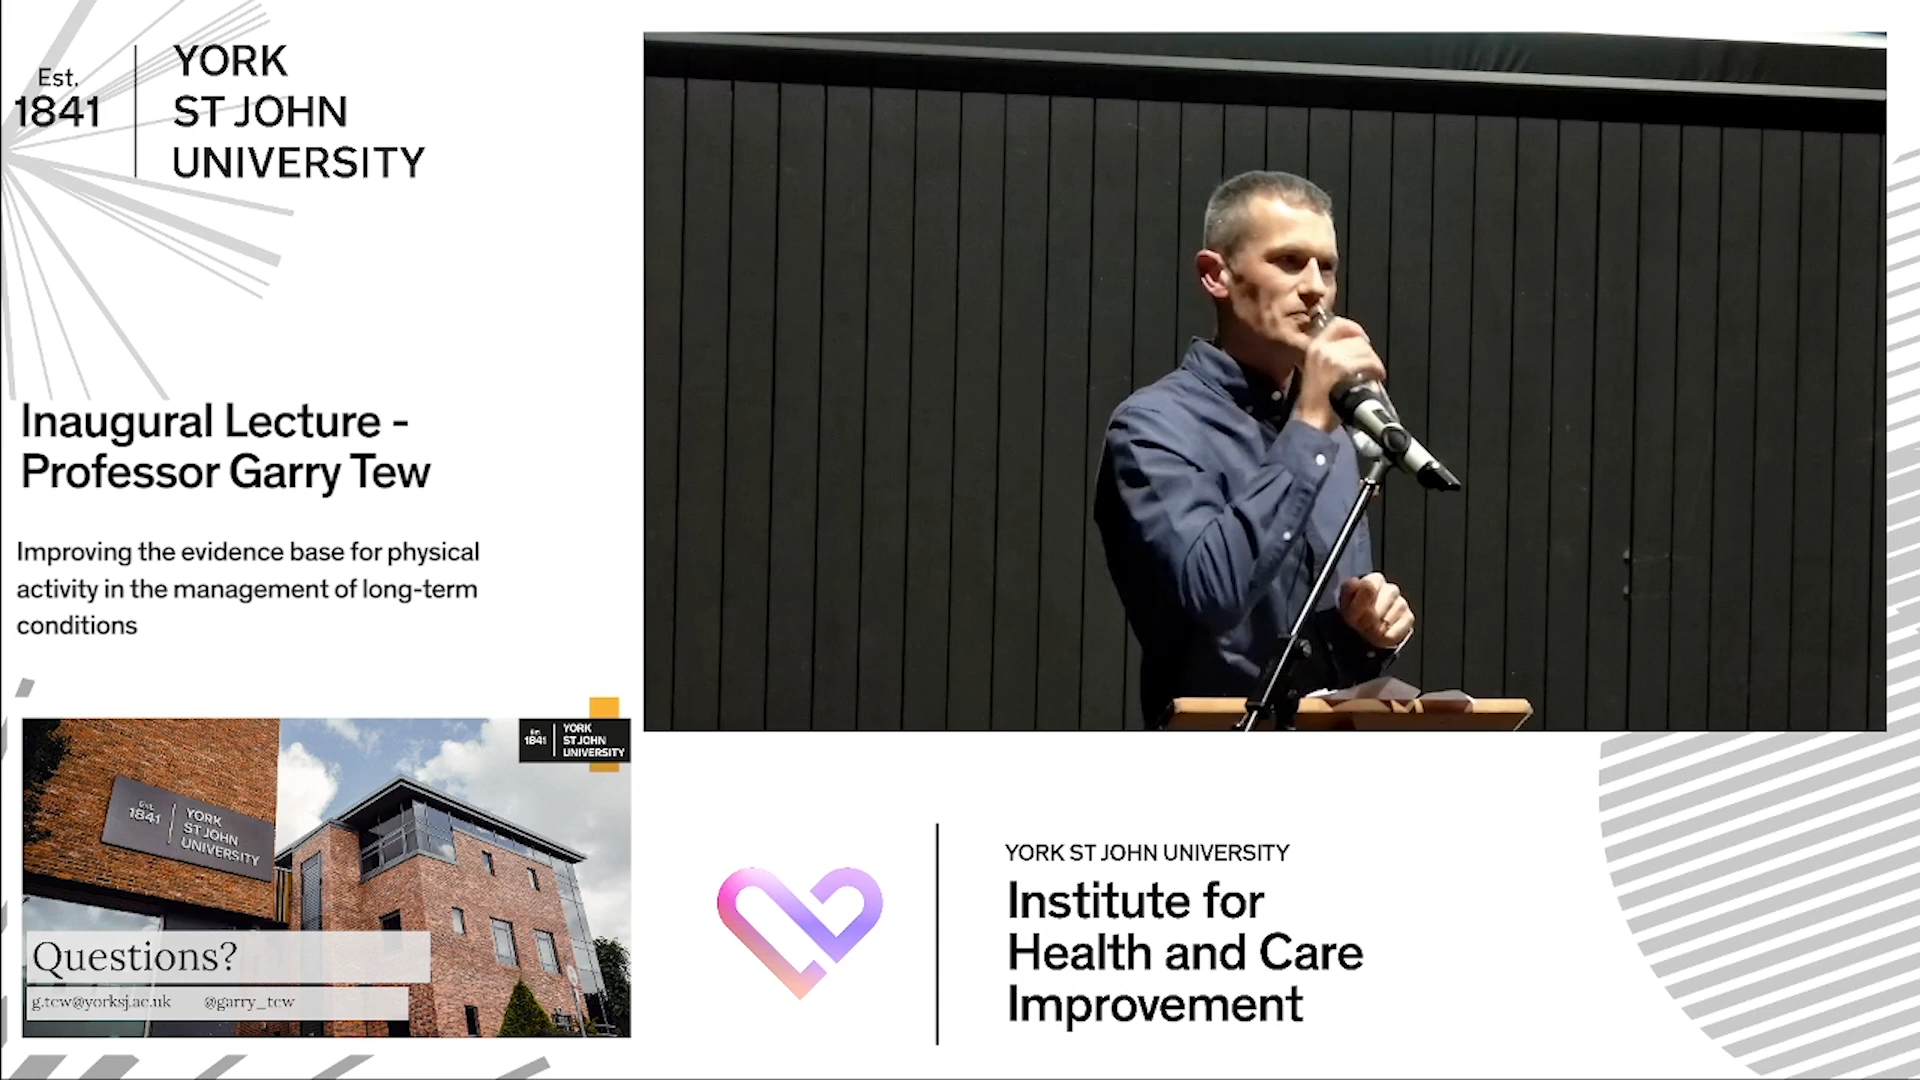 Est.
1841
YORK
ST JOHN
UNIVERSITY
Inaugural Lecture -
Professor Garry Tew
Improving the evidence base for physical
activity in the management of long-term
conditions
Est.
1841
YORK
ST JOHN
UNIVERSITY
Est.
1841
YORK
ST JOHN
UNIVERSITY
Questions?
g.tew@yorksj.ac.uk @garry_tew
YORK ST JOHN UNIVERSITY
Institute for
Health and Care
Improvement